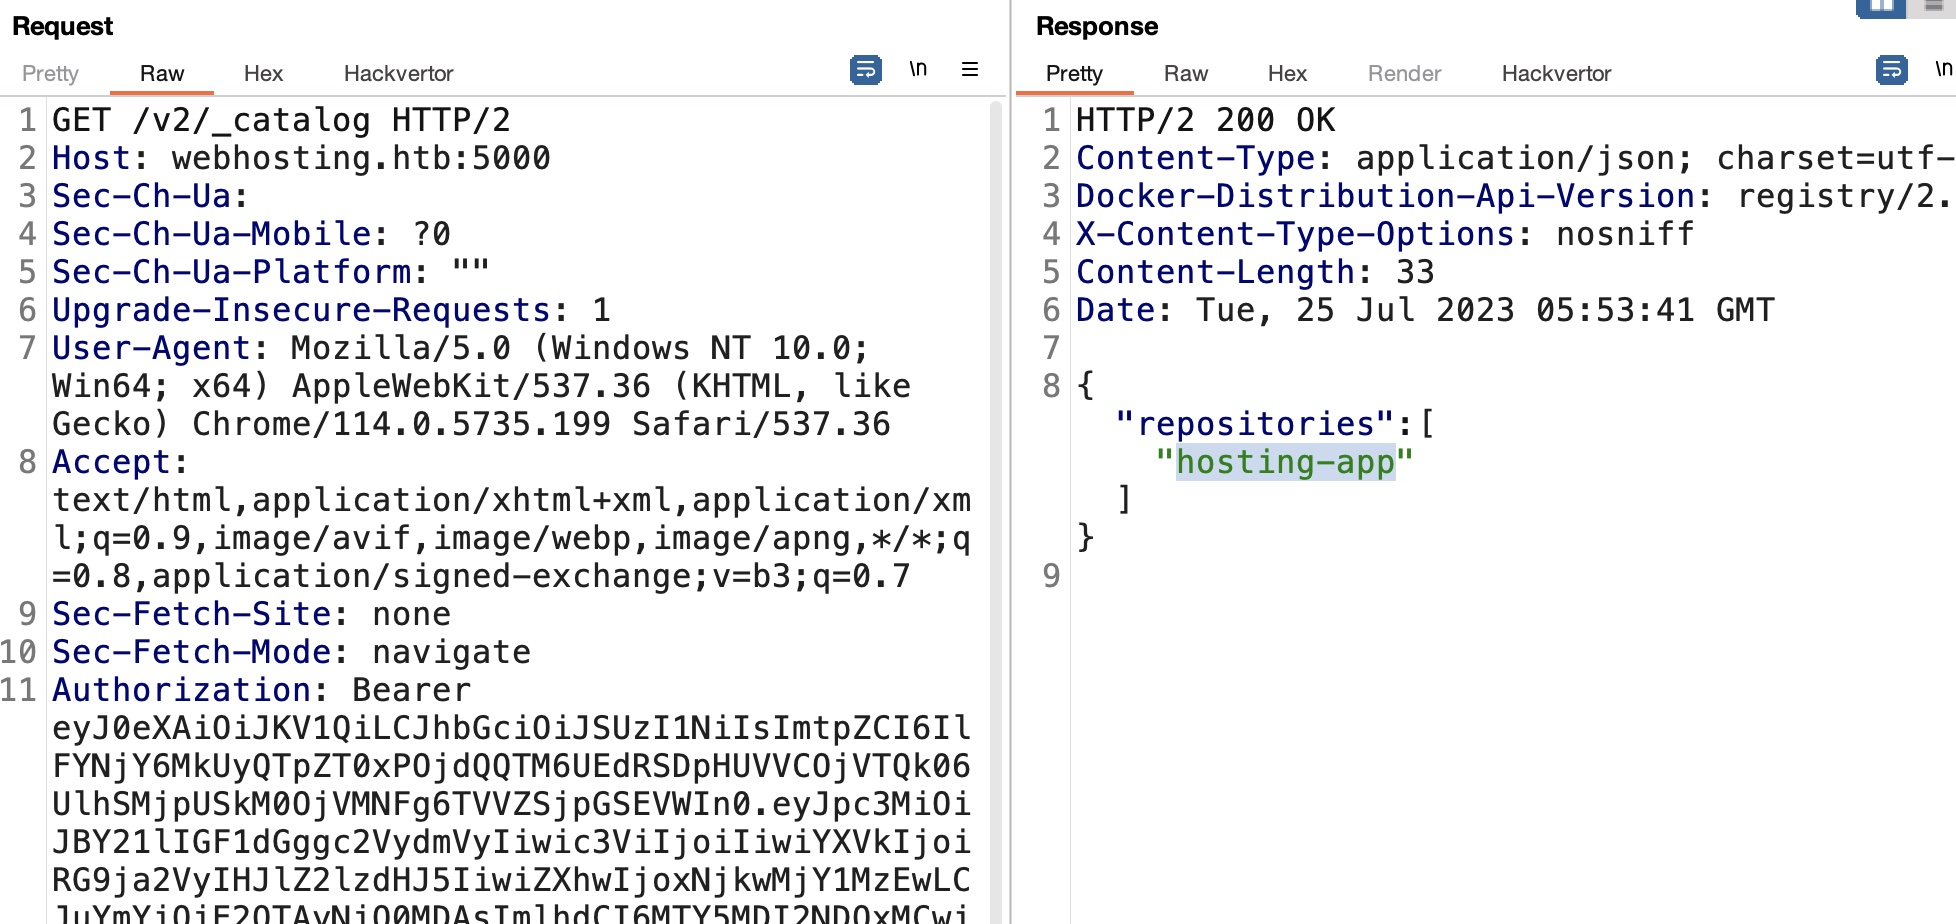 Request
Pretty Raw Hex Hackvertor \n
1 GET /v2/_catalog HTTP/2
2 Host: webhosting.htb:5000
3 Sec-Ch-Ua:
4 Sec-Ch-Ua-Mobile: ?0
5 Sec-Ch-Ua-Platform: ""
6 Upgrade-Insecure-Requests: 1
7 User-Agent: Mozilla/5.0 (Windows NT 10.0;
Win64; x64) AppleWebKit/537.36 (KHTML, like
Gecko) Chrome/114.0.5735.199 Safari/537.36
8 Accept:
text/html,application/xhtml+xml,application/xm
l;q=0.9,image/avif,image/webp,image/apng,*/*;q
=0.8,application/signed-exchange;v=b3;q=0.7
9 Sec-Fetch-Site: none
10 Sec-Fetch-Mode: navigate
11 Authorization: Bearer
eyJ0eXAiOiJKV1QiLCJhbGciOiJSUzI1NiIsImtpZCI6Il
FYNjY6MkUyQTpZT0xPOjdQQTM6UEdRSDpHUVVCOjVTQk06
UlhSMjpUSkM0OjVMNFg6TVVZSjpGSEVWIn0.eyJpc3MiOi
JBY21lIGF1dGggc2VydmVyIiwic3ViIjoiIiwiYXVkIjoi
RG9ja2VyIHJlZ2lzdHJ5IiwiZXhwIjoxNjkwMjY1MzEwLC
Response
Pretty Raw Hex Render Hackvertor \n
1 HTTP/2 200 OK
2 Content-Type: application/json; charset=utf-
3 Docker-Distribution-Api-Version: registry/2.
4 X-Content-Type-Options: nosniff
5 Content-Length: 33
6 Date: Tue, 25 Jul 2023 05:53:41 GMT
7
8 {
"repositories":[
"hosting-app"
]
}
9